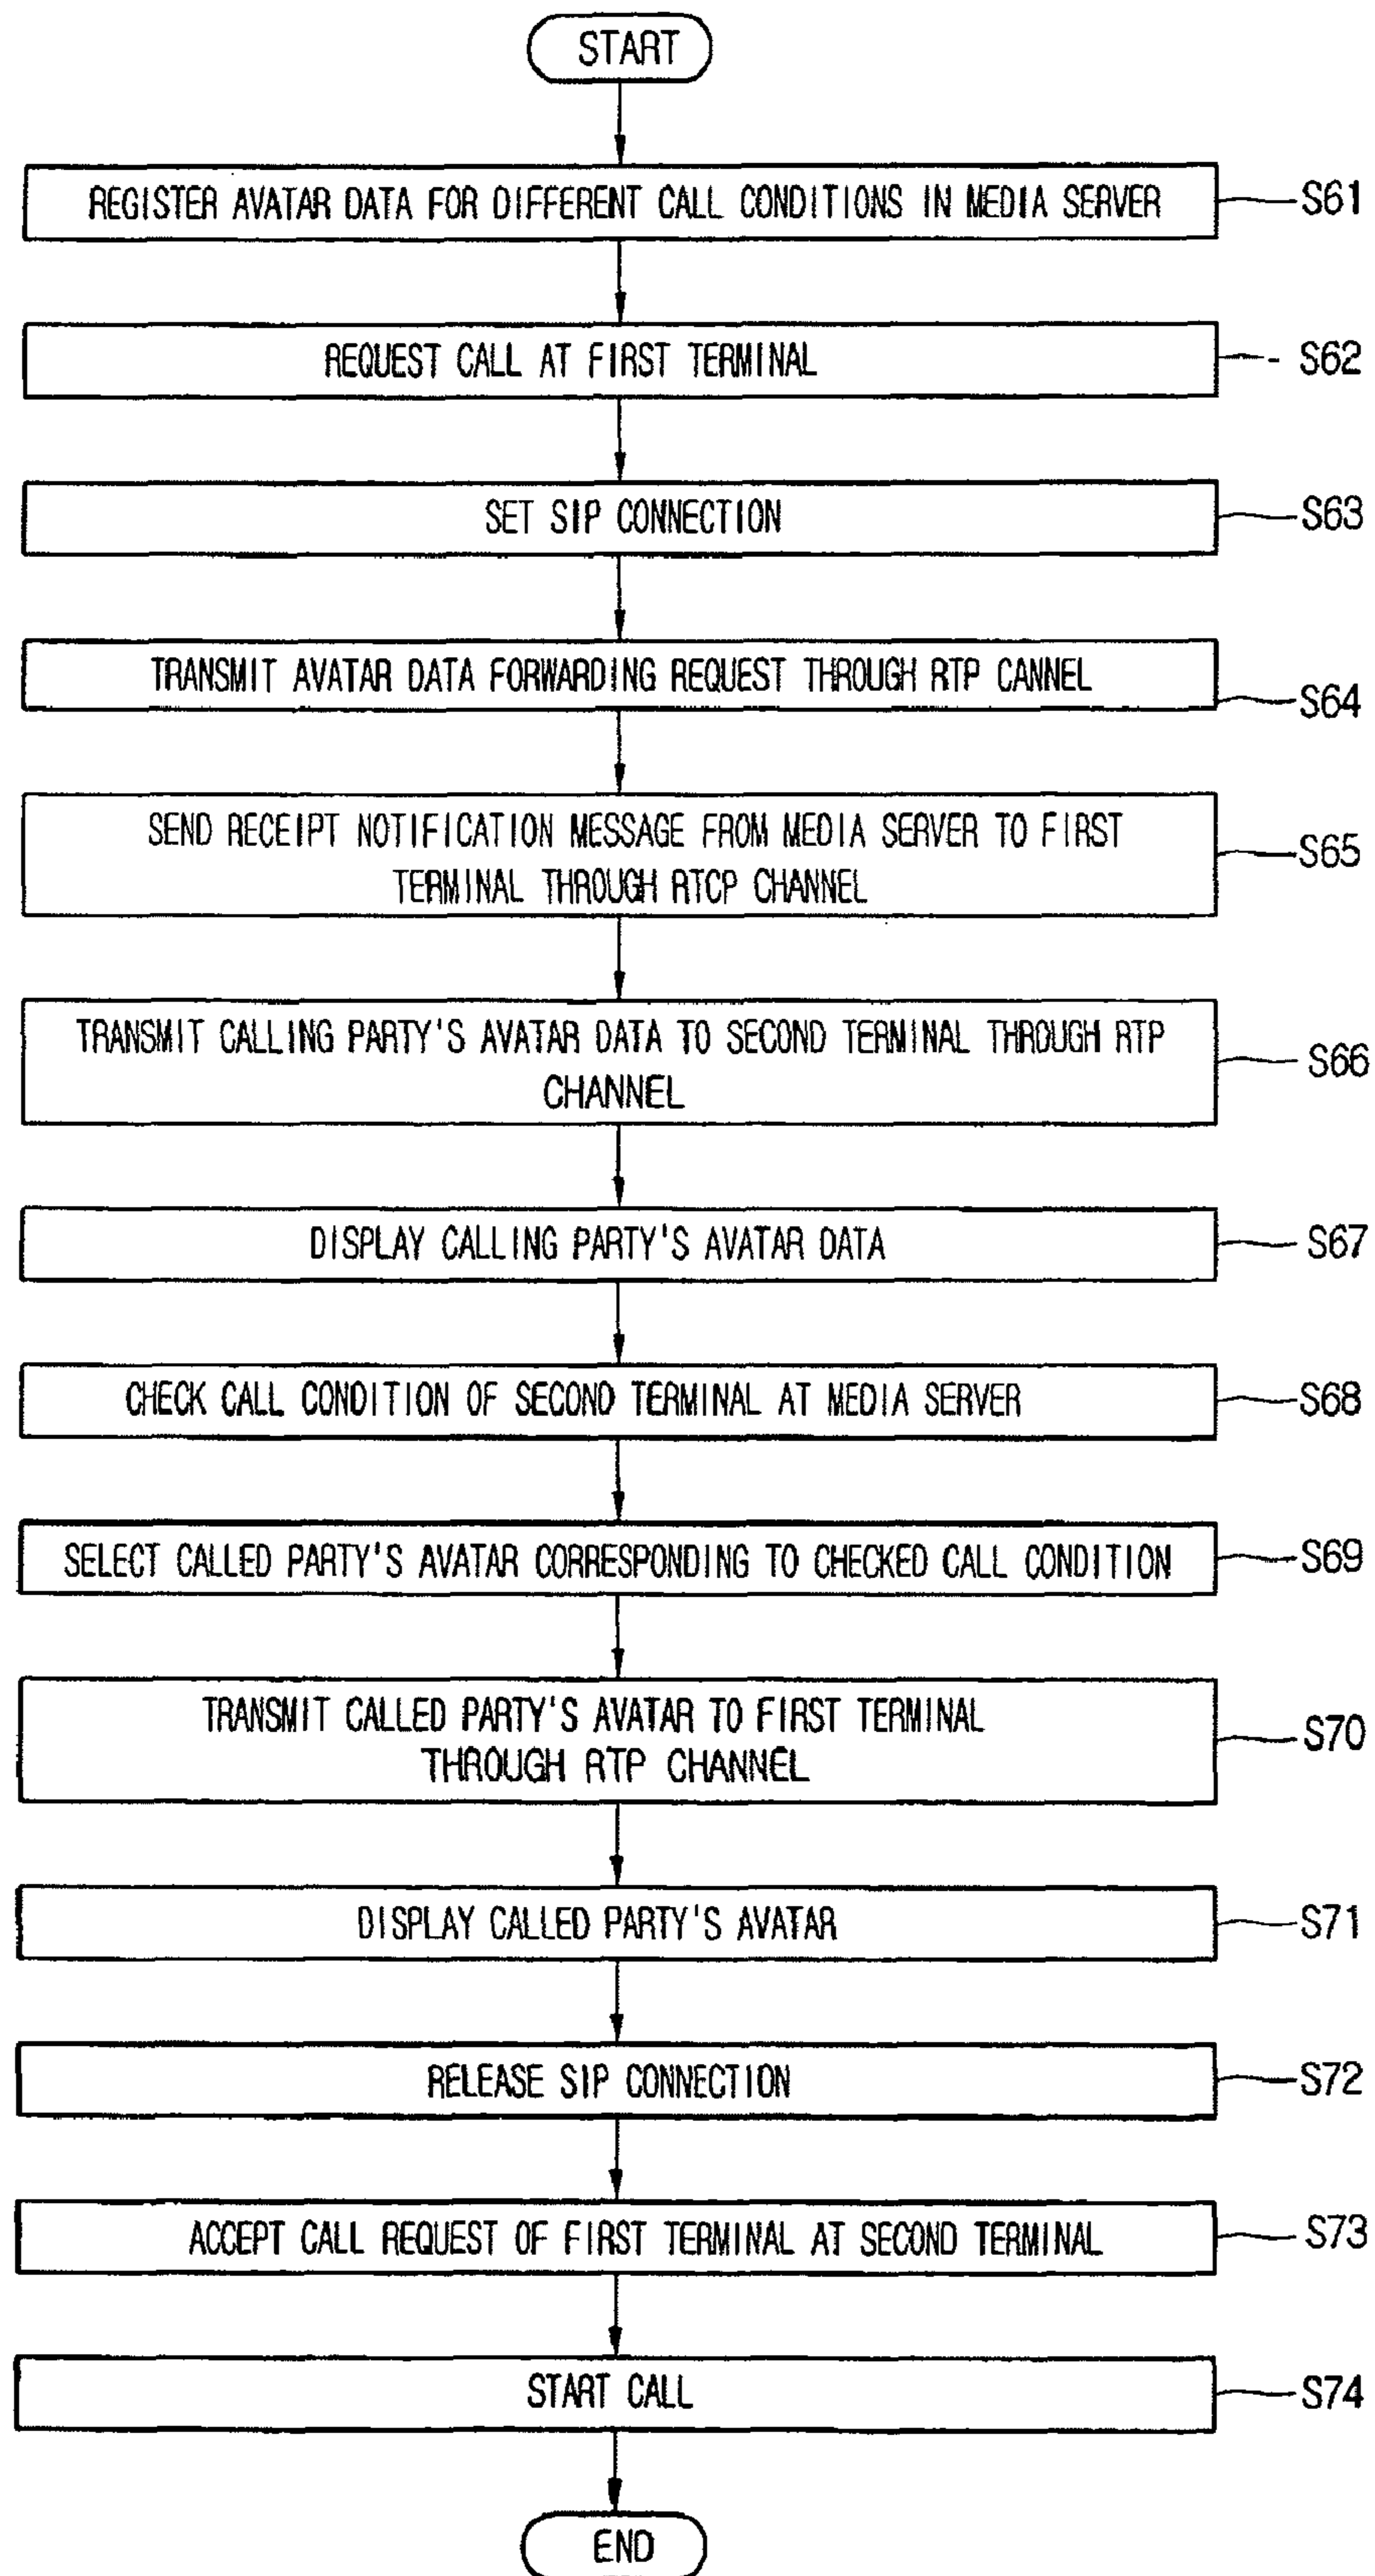 START
REGISTER AVATAR DATA FOR DIFFERENT CALL CONDITIONS IN MEDIA SERVER
S61
REQUEST CALL AT FIRST TERMINAL
S62
SET SIP CONNECTION
S63
TRANSMIT AVATAR DATA FORWARDING REQUEST THROUGH RTP CANNEL
S64
SEND RECEIPT NOTIFICATION MESSAGE FROM MEDIA SERVER TO FIRST
TERMINAL THROUGH RTCP CHANNEL
S65
TRANSMIT CALLING PARTY'S AVATAR DATA TO SECOND TERMINAL THROUGH RTP
CHANNEL
S66
DISPLAY CALLING PARTY'S AVATAR DATA
S67
CHECK CALL CONDITION OF SECOND TERMINAL AT MEDIA SERVER
S68
SELECT CALLED PARTY'S AVATAR CORRESPONDING TO CHECKED CALL CONDITION
S69
TRANSMIT CALLED PARTY'S AVATAR TO FIRST TERMINAL
THROUGH RTP CHANNEL
S70
DISPLAY CALLED PARTY'S AVATAR
S71
RELEASE SIP CONNECTION
S72
ACCEPT CALL REQUEST OF FIRST TERMINAL AT SECOND TERMINAL
S73
START CALL
S74
END